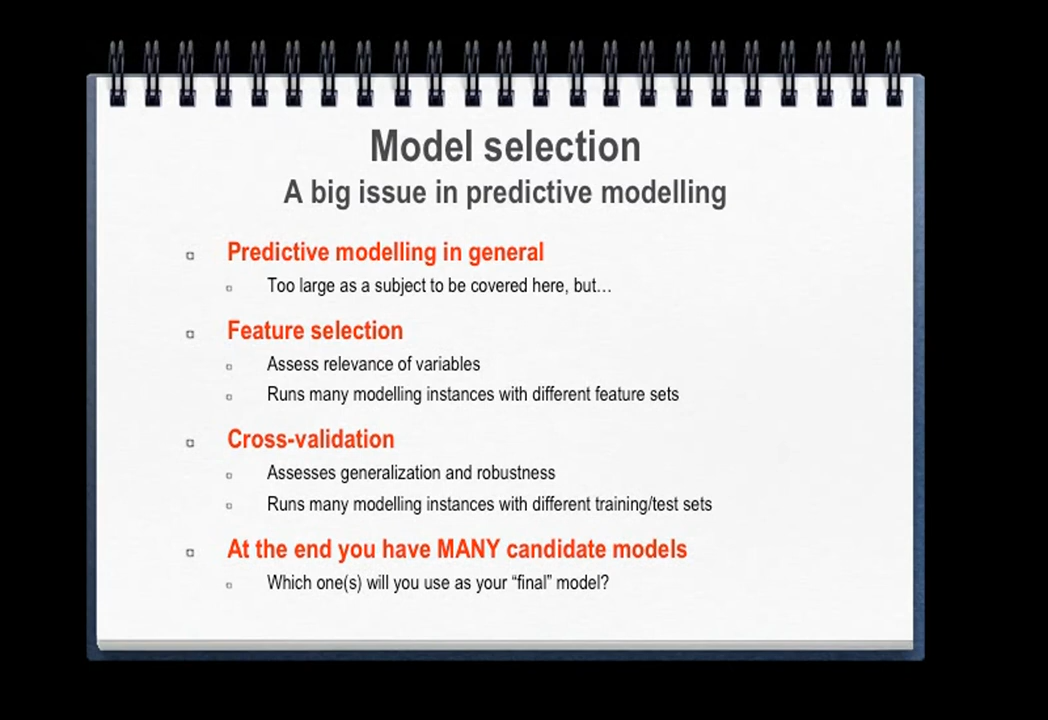 Model selection
A big issue in predictive modelling
Predictive modelling in general
Too large as a subject to be covered here, but…
Feature selection
Assess relevance of variables
Runs many modelling instances with different feature sets
Cross-validation
Assesses generalization and robustness
Runs many modelling instances with different training/test sets
At the end you have MANY candidate models
Which one(s) will you use as your “final” model?